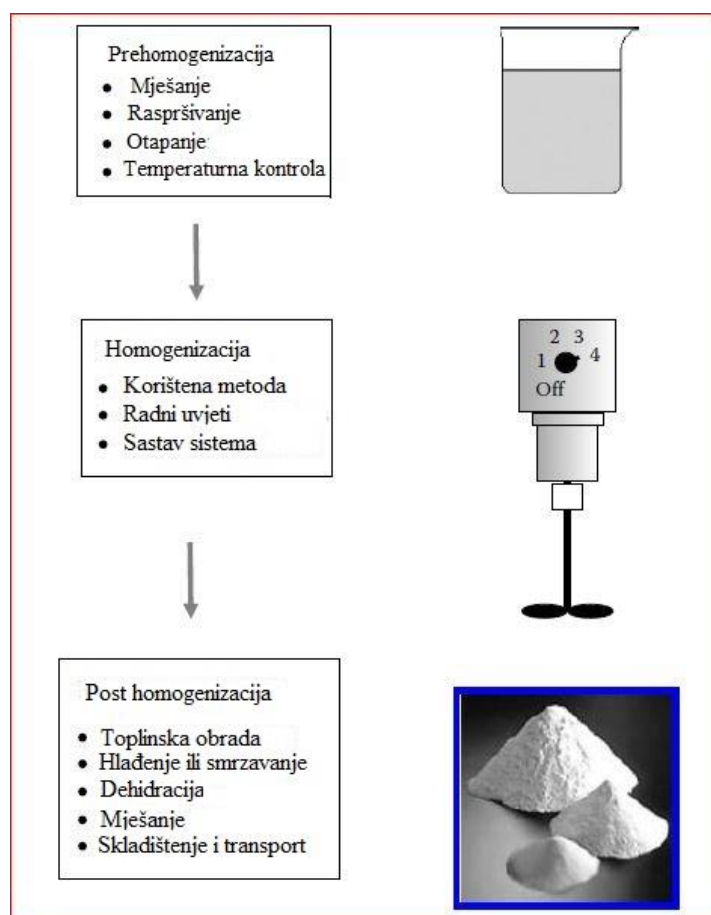 Prehomogenizacija
• Mješanje
• Raspršivanje
• Otapanje
• Temperaturna kontrola
Homogenizacija
• Korištena metoda
• Radni uvjeti
• Sastav sistema
1 2 3 4
Off
Post homogenizacija
• Toplinska obrada
• Hlađenje ili smrzavanje
• Dehidracija
• Mješanje
• Skladištenje i transport